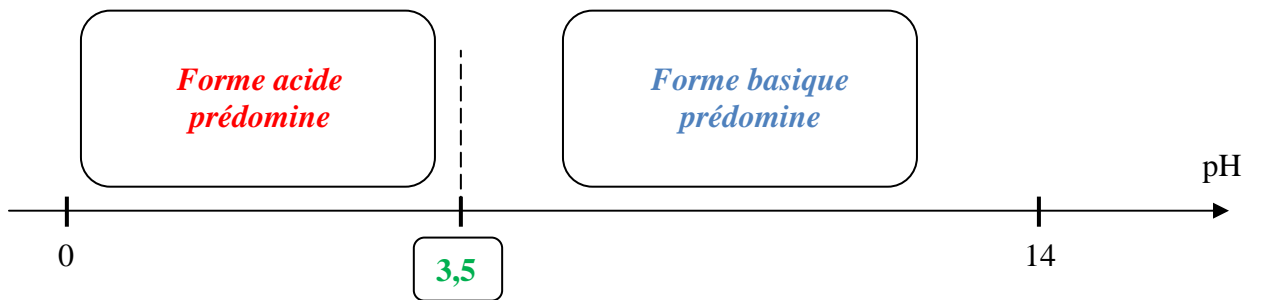 Forme acide
prédomine
Forme basique
prédomine
pH
0
3,5
14